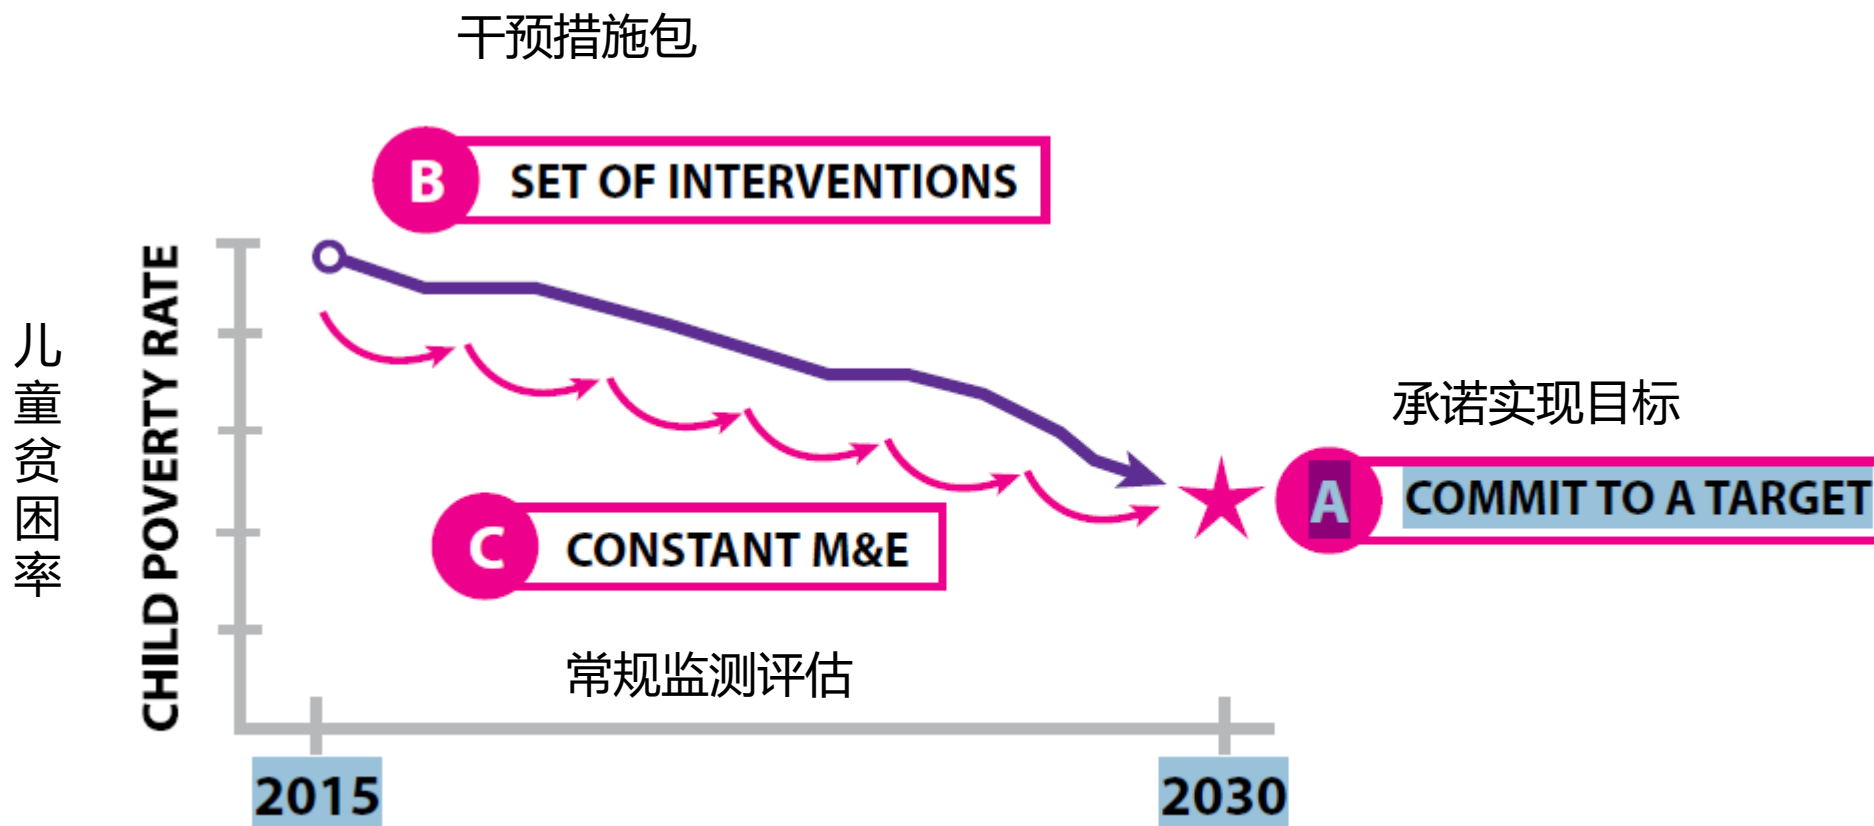 干预措施包
B SET OF INTERVENTIONS
儿童贫困率
CHILD POVERTY RATE
承诺实现目标
A COMMIT TO A TARGET
C CONSTANT M&E
常规监测评估
2015 2030